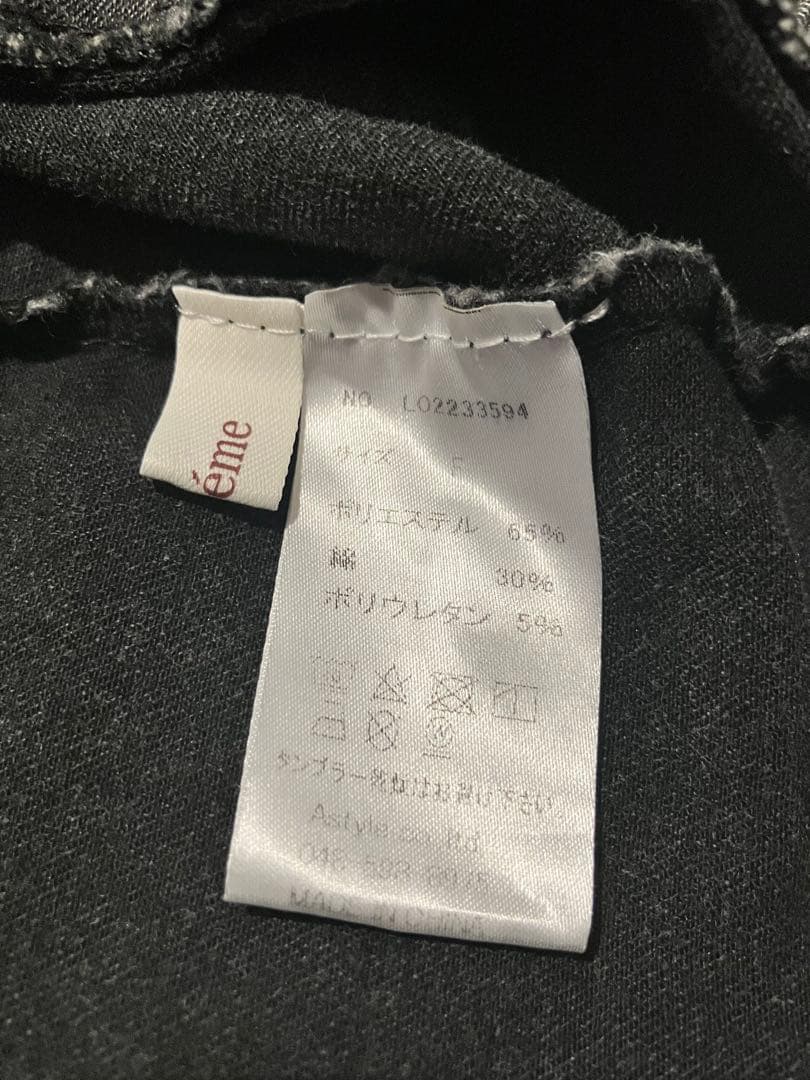 éme
NO L02233594
サイズ F
ポリエステル 65%
綿 30%
ポリウレタン 5%
タンブラー乾燥はお避け下さい。
Astyle co ltd
MADE IN CHINA